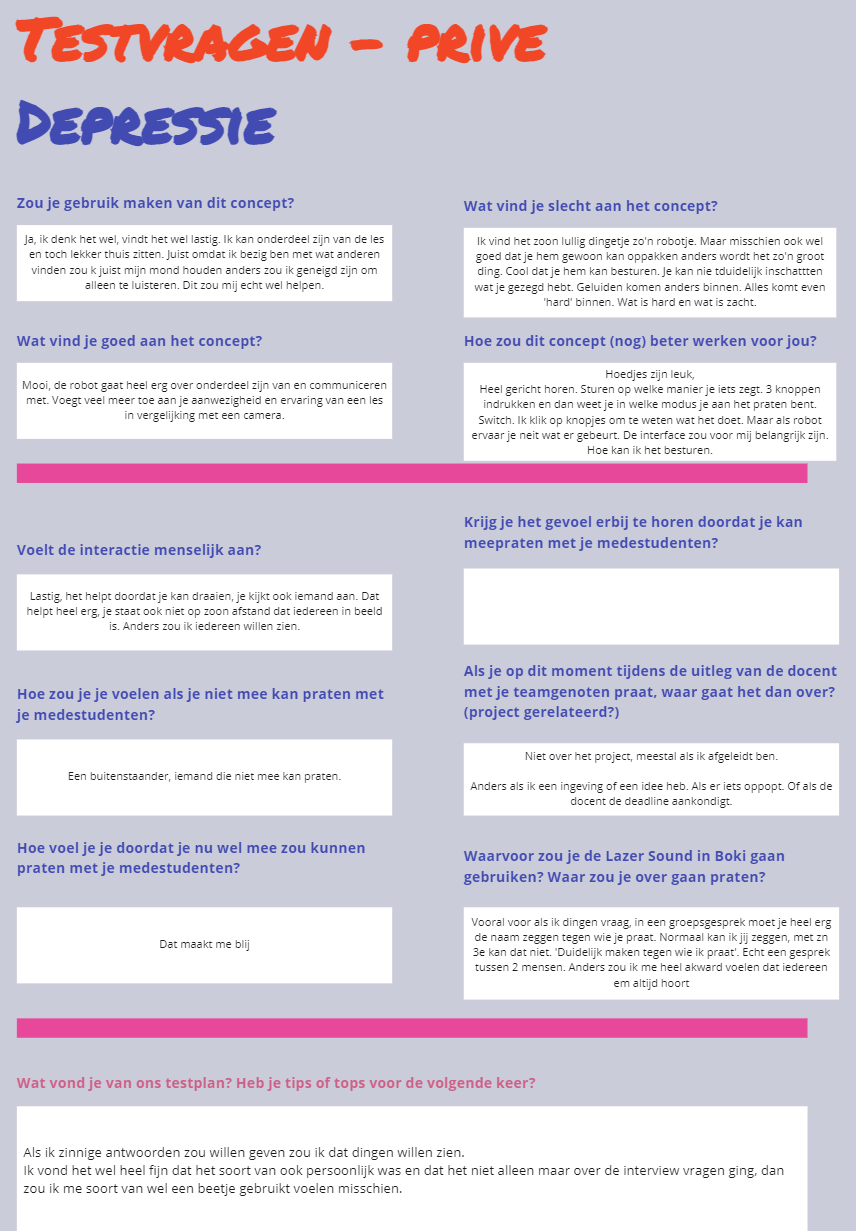 Testvragen - prive
Depressie
Zou je gebruik maken van dit concept?
Ja, ik denk het wel, vindt het wel lastig. Ik kan onderdeel zijn van de les
en toch lekker thuis zitten. Juist omdat ik bezig ben met wat anderen
vinden zou k juist mijn mond houden anders zou ik geneigd zijn om
alleen te luisteren. Dit zou mij echt wel helpen.
Wat vind je slecht aan het concept?
Ik vind het zoon lullig dingetje zo'n robotje. Maar misschien ook wel
goed dat je hem gewoon kan oppakken anders wordt het zo'n groot
ding. Cool dat je hem kan besturen. Je kan nie tduidelijk inschattten
wat je gezegd hebt. Geluiden komen anders binnen. Alles komt even
'hard' binnen. Wat is hard en wat is zacht.
Wat vind je goed aan het concept?
Mooi, de robot gaat heel erg over onderdeel zijn van en communiceren
met. Voegt veel meer toe aan je aanwezigheid en ervaring van een les
in vergelijking met een camera.
Hoe zou dit concept (nog) beter werken voor jou?
Hoedjes zijn leuk,
Heel gericht horen. Sturen op welke manier je iets zegt. 3 knoppen
indrukken en dan weet je in welke modus je aan het praten bent.
Switch. Ik klik op knopjes om te weten wat het doet. Maar als robot
ervaar je neit wat er gebeurt. De interface zou voor mij belangrijk zijn.
Hoe kan ik het besturen.
Voelt de interactie menselijk aan?
Lastig, het helpt doordat je kan draaien, je kijkt ook iemand aan. Dat
helpt heel erg, je staat ook niet op zoon afstand dat iedereen in beeld
is. Anders zou ik iedereen willen zien.
Krijg je het gevoel erbij te horen doordat je kan
meepraten met je medestudenten?
Hoe zou je je voelen als je niet mee kan praten met
je medestudenten?
Een buitenstaander, iemand die niet mee kan praten.
Als je op dit moment tijdens de uitleg van de docent
met je teamgenoten praat, waar gaat het dan over?
(project gerelateerd?)
Niet over het project, meestal als ik afgeleidt ben.
Anders als ik een ingeving of een idee heb. Als er iets oppopt. Of als de
docent de deadline aankondigt.
Hoe voel je je doordat je nu wel mee zou kunnen
praten met je medestudenten?
Dat maakt me blij
Waarvoor zou je de Lazer Sound in Boki gaan
gebruiken? Waar zou je over gaan praten?
Vooral voor als ik dingen vraag, in een groepsgesprek moet je heel erg
de naam zeggen tegen wie je praat. Normaal kan ik jij zeggen, met zn
3e kan dat niet. 'Duidelijk maken tegen wie ik praat'. Echt een gesprek
tussen 2 mensen. Anders zou ik me heel akward voelen dat iedereen
em altijd hoort
Wat vond je van ons testplan? Heb je tips of tops voor de volgende keer?
Als ik zinnige antwoorden zou willen geven zou ik dat dingen willen zien.
Ik vond het wel heel fijn dat het soort van ook persoonlijk was en dat het niet alleen maar over de interview vragen ging, dan
zou ik me soort van wel een beetje gebruikt voelen misschien.